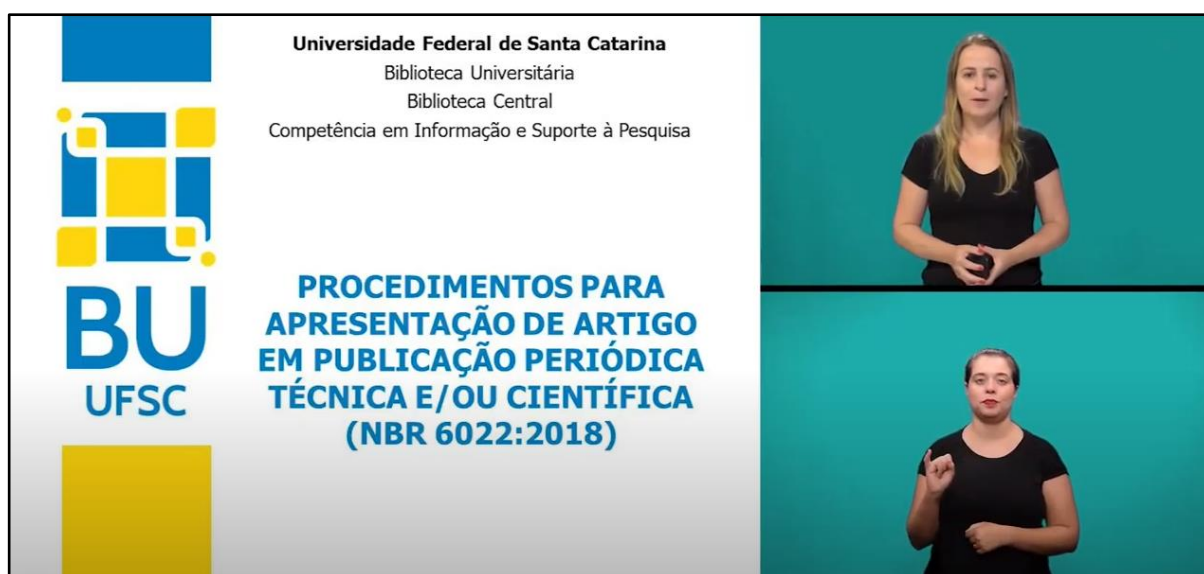 Universidade Federal de Santa Catarina
Biblioteca Universitária
Biblioteca Central
Competência em Informação e Suporte à Pesquisa
BU
UFSC
PROCEDIMENTOS PARA
APRESENTAÇÃO DE ARTIGO
EM PUBLICAÇÃO PERIÓDICA
TÉCNICA E/OU CIENTÍFICA
(NBR 6022:2018)